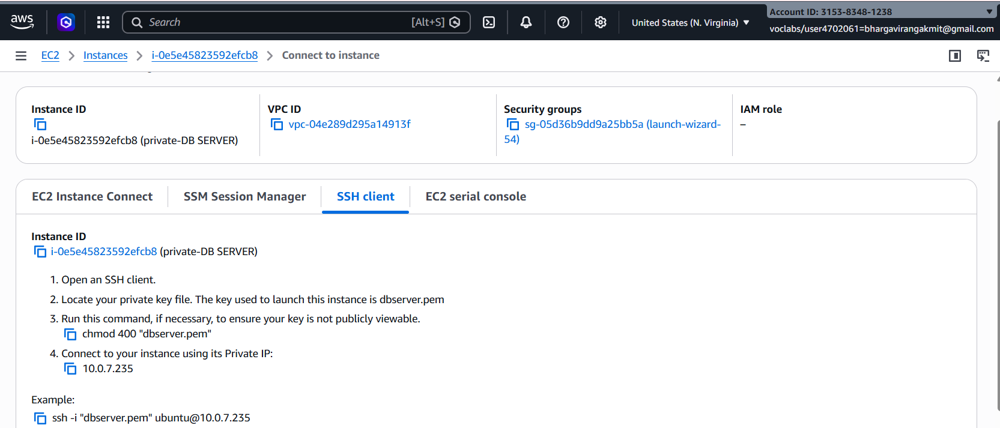 aws
Search [Alt+S]
United States (N. Virginia)
Account ID: 3153-8348-1238
voclabs/user4702061=bhargavirangakmit@gmail.com
EC2 > Instances > i-0e5e45823592efcb8 > Connect to instance
Instance ID
i-0e5e45823592efcb8 (private-DB SERVER)
VPC ID
vpc-04e289d295a14913f
Security groups
sg-05d36b9dd9a25bb5a (launch-wizard-
54)
IAM role
–
EC2 Instance Connect
SSM Session Manager
SSH client
EC2 serial console
Instance ID
i-0e5e45823592efcb8 (private-DB SERVER)
1. Open an SSH client.
2. Locate your private key file. The key used to launch this instance is dbserver.pem
3. Run this command, if necessary, to ensure your key is not publicly viewable.
chmod 400 "dbserver.pem"
4. Connect to your instance using its Private IP:
10.0.7.235
Example:
ssh -i "dbserver.pem" ubuntu@10.0.7.235